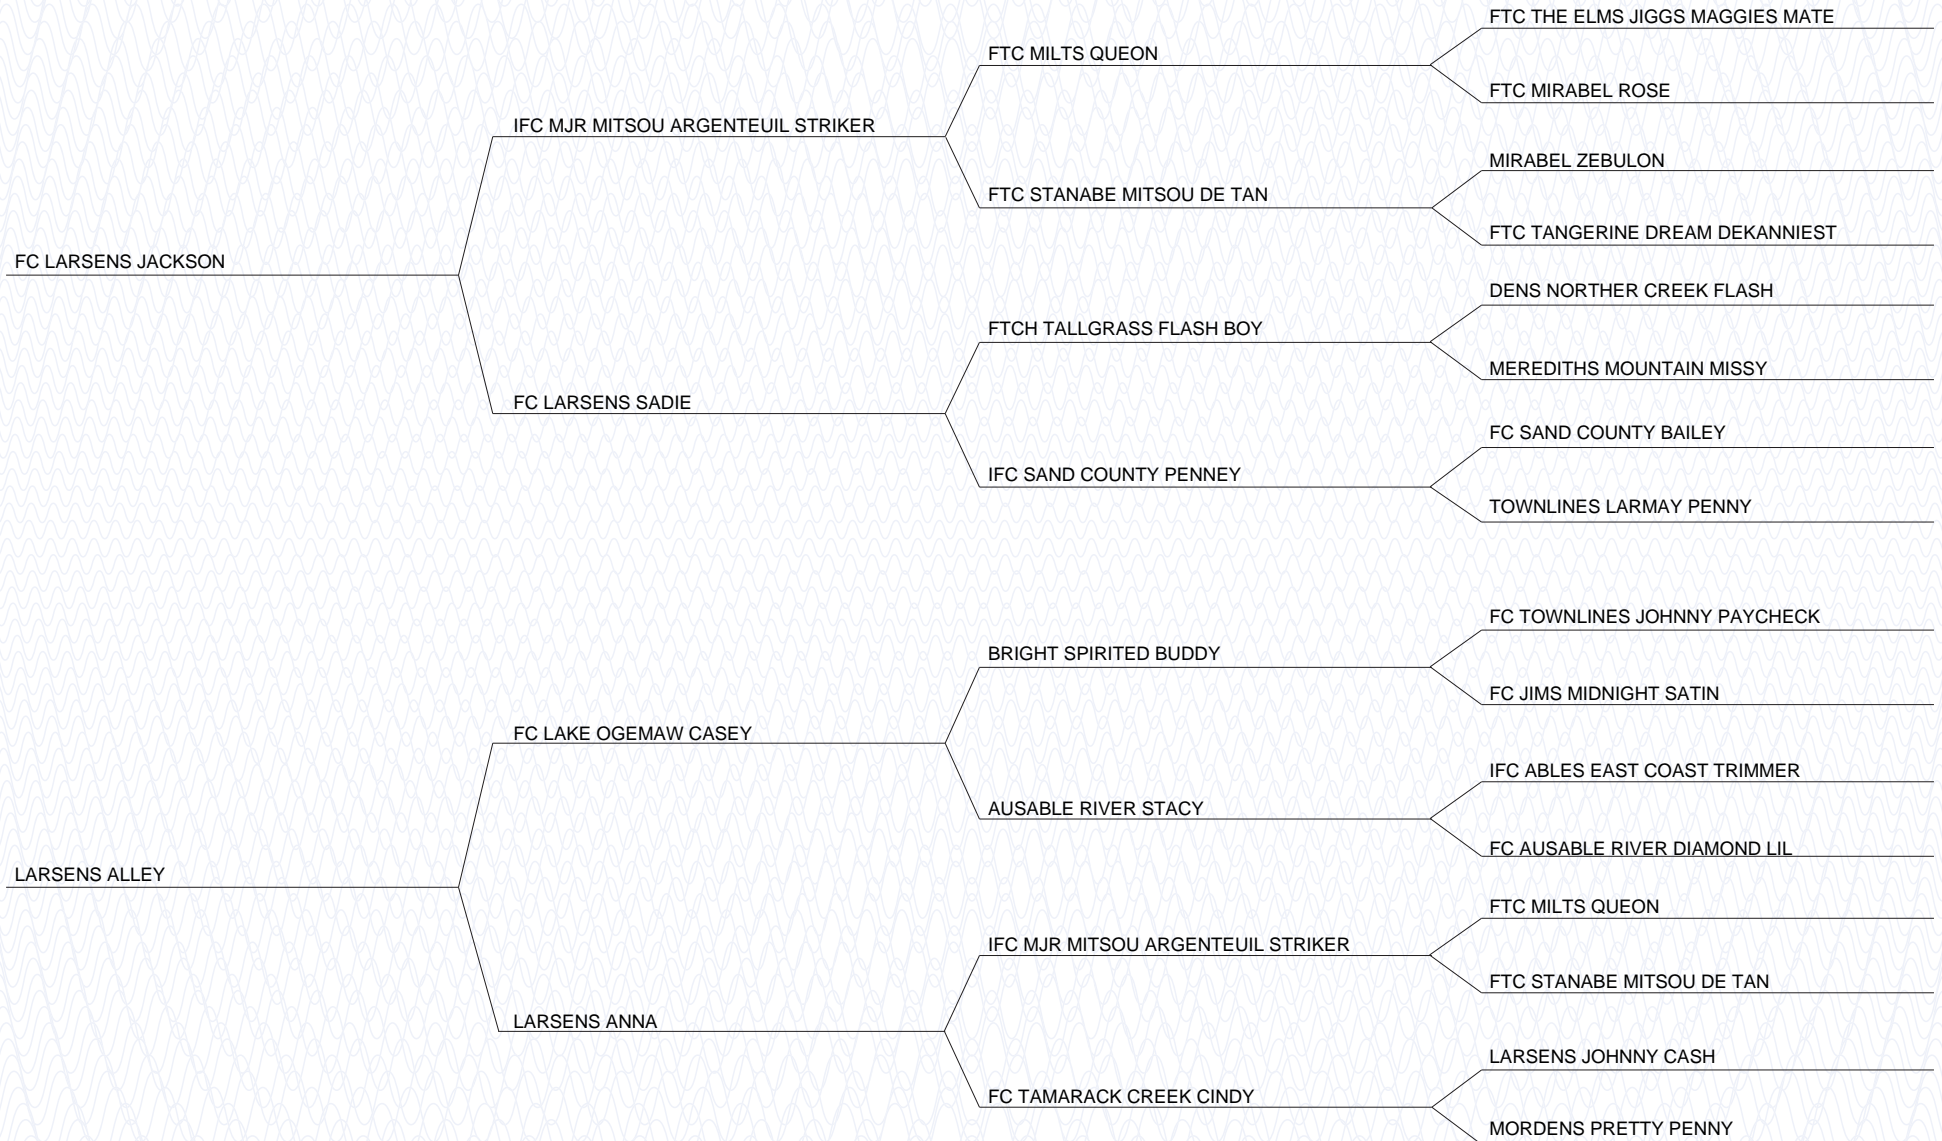 FTC THE ELMS JIGGS MAGGIES MATE
FTC MILTS QUEON
FTC MIRABEL ROSE
IFC MJR MITSOU ARGENTEUIL STRIKER
MIRABEL ZEBULON
FTC STANABE MITSOU DE TAN
FTC TANGERINE DREAM DEKANNIEST
FC LARSENS JACKSON
DENS NORTHER CREEK FLASH
FTCH TALLGRASS FLASH BOY
MEREDITHS MOUNTAIN MISSY
FC LARSENS SADIE
FC SAND COUNTY BAILEY
IFC SAND COUNTY PENNEY
TOWNLINES LARMAY PENNY
FC TOWNLINES JOHNNY PAYCHECK
BRIGHT SPIRITED BUDDY
FC JIMS MIDNIGHT SATIN
FC LAKE OGEMAW CASEY
IFC ABLES EAST COAST TRIMMER
AUSABLE RIVER STACY
FC AUSABLE RIVER DIAMOND LIL
LARSENS ALLEY
FTC MILTS QUEON
IFC MJR MITSOU ARGENTEUIL STRIKER
FTC STANABE MITSOU DE TAN
LARSENS ANNA
LARSENS JOHNNY CASH
FC TAMARACK CREEK CINDY
MORDENS PRETTY PENNY